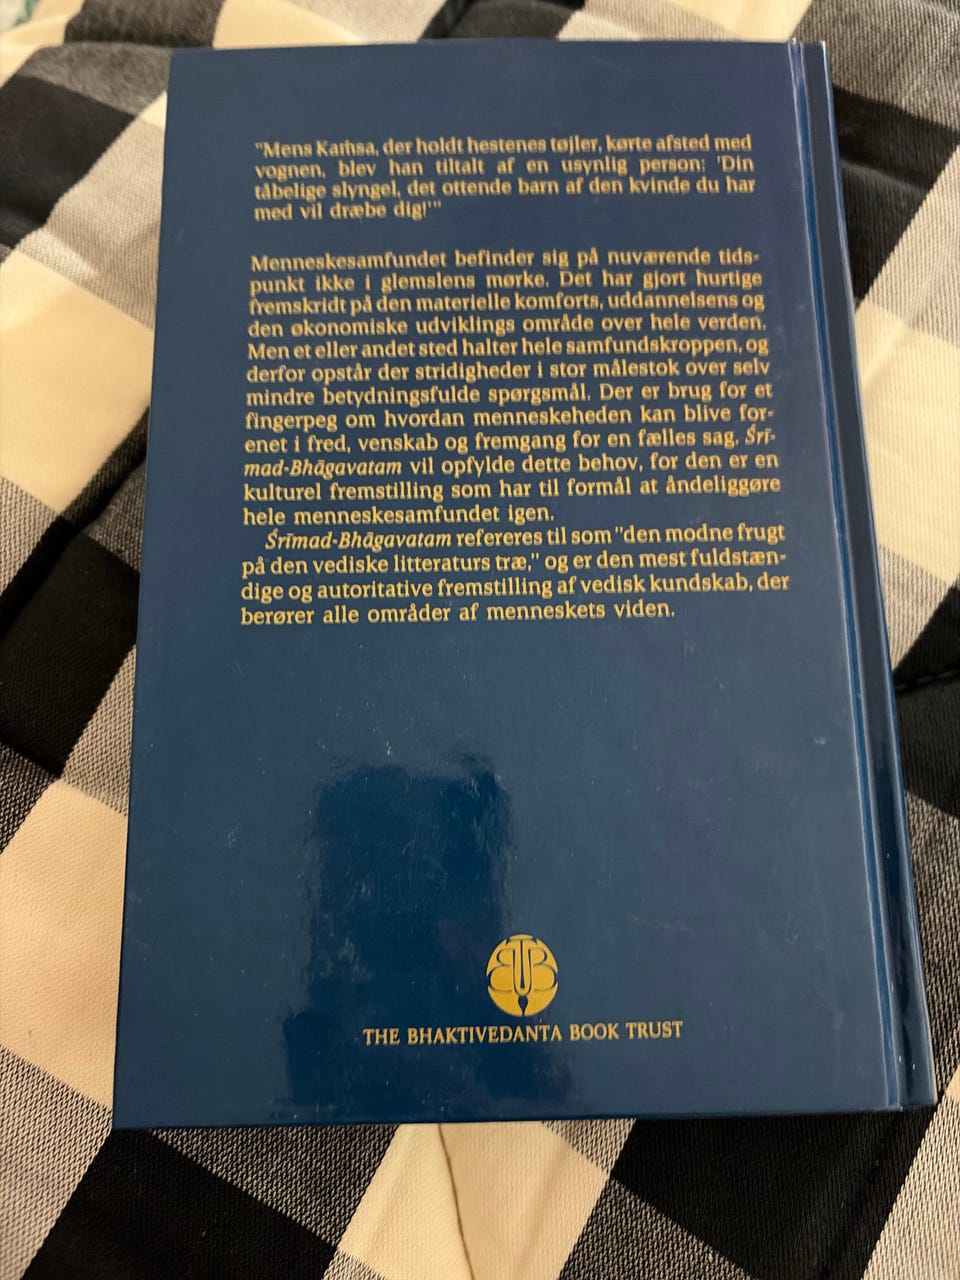 "Mens Kaṁsa, der holdt hestenes tøjler, kørte afsted med
vognen, blev han tiltalt af en usynlig person: 'Din
tåbelige slyngel, det ottende barn af den kvinde du har
med vil dræbe dig!'"
Menneskesamfundet befinder sig på nuværende tids-
punkt ikke i glemslens mørke. Det har gjort hurtige
fremskridt på den materielle komforts, uddannelsens og
den økonomiske udviklings område over hele verden.
Men et eller andet sted halter hele samfundskroppen, og
derfor opstår der stridigheder i stor målestok over selv
mindre betydningsfulde spørgsmål. Der er brug for et
fingerpeg om hvordan menneskeheden kan blive for-
enet i fred, venskab og fremgang for en fælles sag. Śrī-
mad-Bhāgavatam vil opfylde dette behov, for den er en
kulturel fremstilling som har til formål at åndeliggøre
hele menneskesamfundet igen.
Śrīmad-Bhāgavatam refereres til som "den modne frugt
på den vediske litteraturs træ," og er den mest fuldstæn-
dige og autoritative fremstilling af vedisk kundskab, der
berører alle områder af menneskets viden.
BTB
THE BHAKTIVEDANTA BOOK TRUST